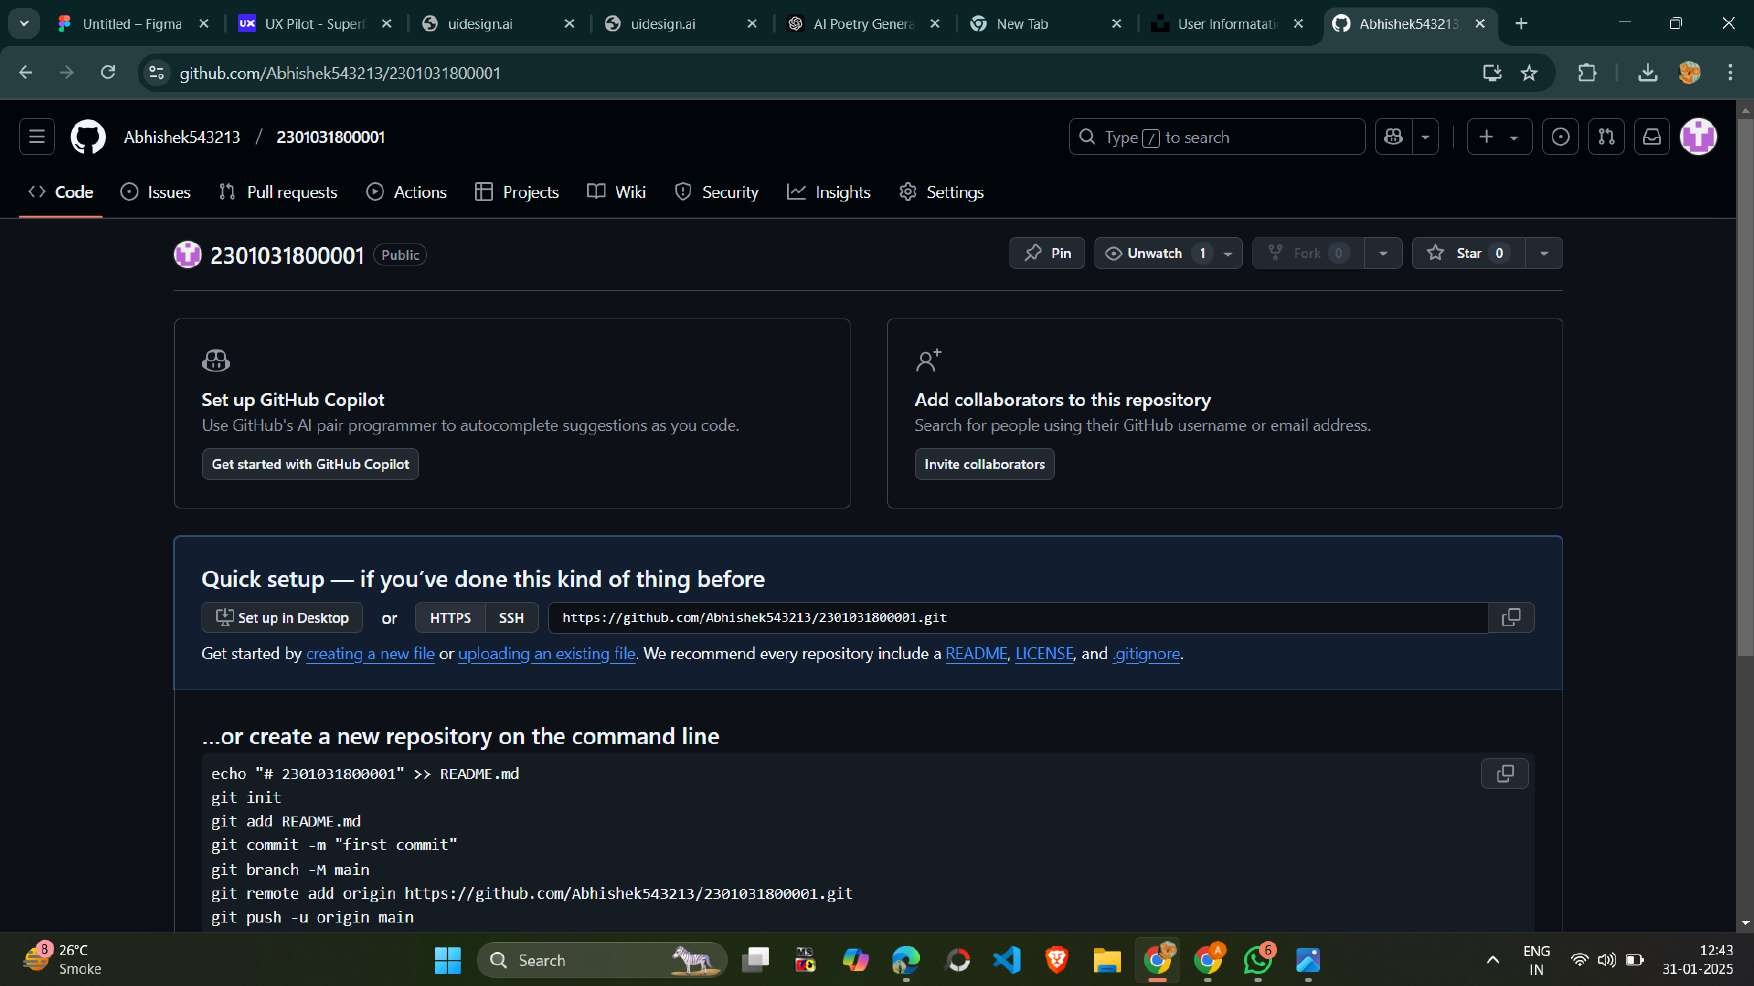 Untitled – Figma
UX Pilot - Superf
uidesign.ai
uidesign.ai
AI Poetry Genera
New Tab
User Informatati
Abhishek543213
github.com/Abhishek543213/2301031800001
Abhishek543213 / 2301031800001
Type / to search
Code
Issues
Pull requests
Actions
Projects
Wiki
Security
Insights
Settings
2301031800001 Public
Pin
Unwatch 1
Fork 0
Star 0
Set up GitHub Copilot
Use GitHub's AI pair programmer to autocomplete suggestions as you code.
Get started with GitHub Copilot
Add collaborators to this repository
Search for people using their GitHub username or email address.
Invite collaborators
Quick setup — if you've done this kind of thing before
Set up in Desktop or HTTPS SSH https://github.com/Abhishek543213/2301031800001.git
Get started by creating a new file or uploading an existing file. We recommend every repository include a README, LICENSE, and .gitignore.
...or create a new repository on the command line
echo "# 2301031800001" >> README.md
git init
git add README.md
git commit -m "first commit"
git branch -M main
git remote add origin https://github.com/Abhishek543213/2301031800001.git
git push -u origin main
8
26°C
Smoke
Search
6
ENG
IN
12:43
31-01-2025